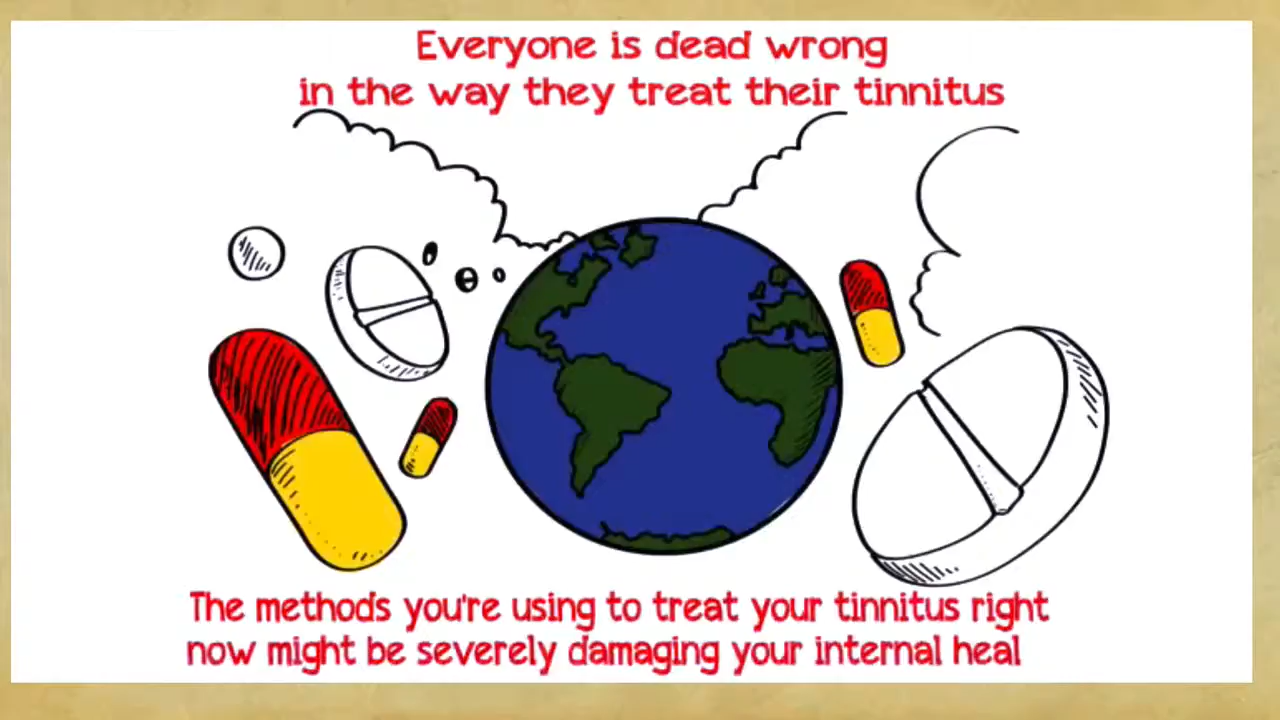 Everyone is dead wrong
in the way they treat their tinnitus
The methods you're using to treat your tinnitus right
now might be severely damaging your internal heal